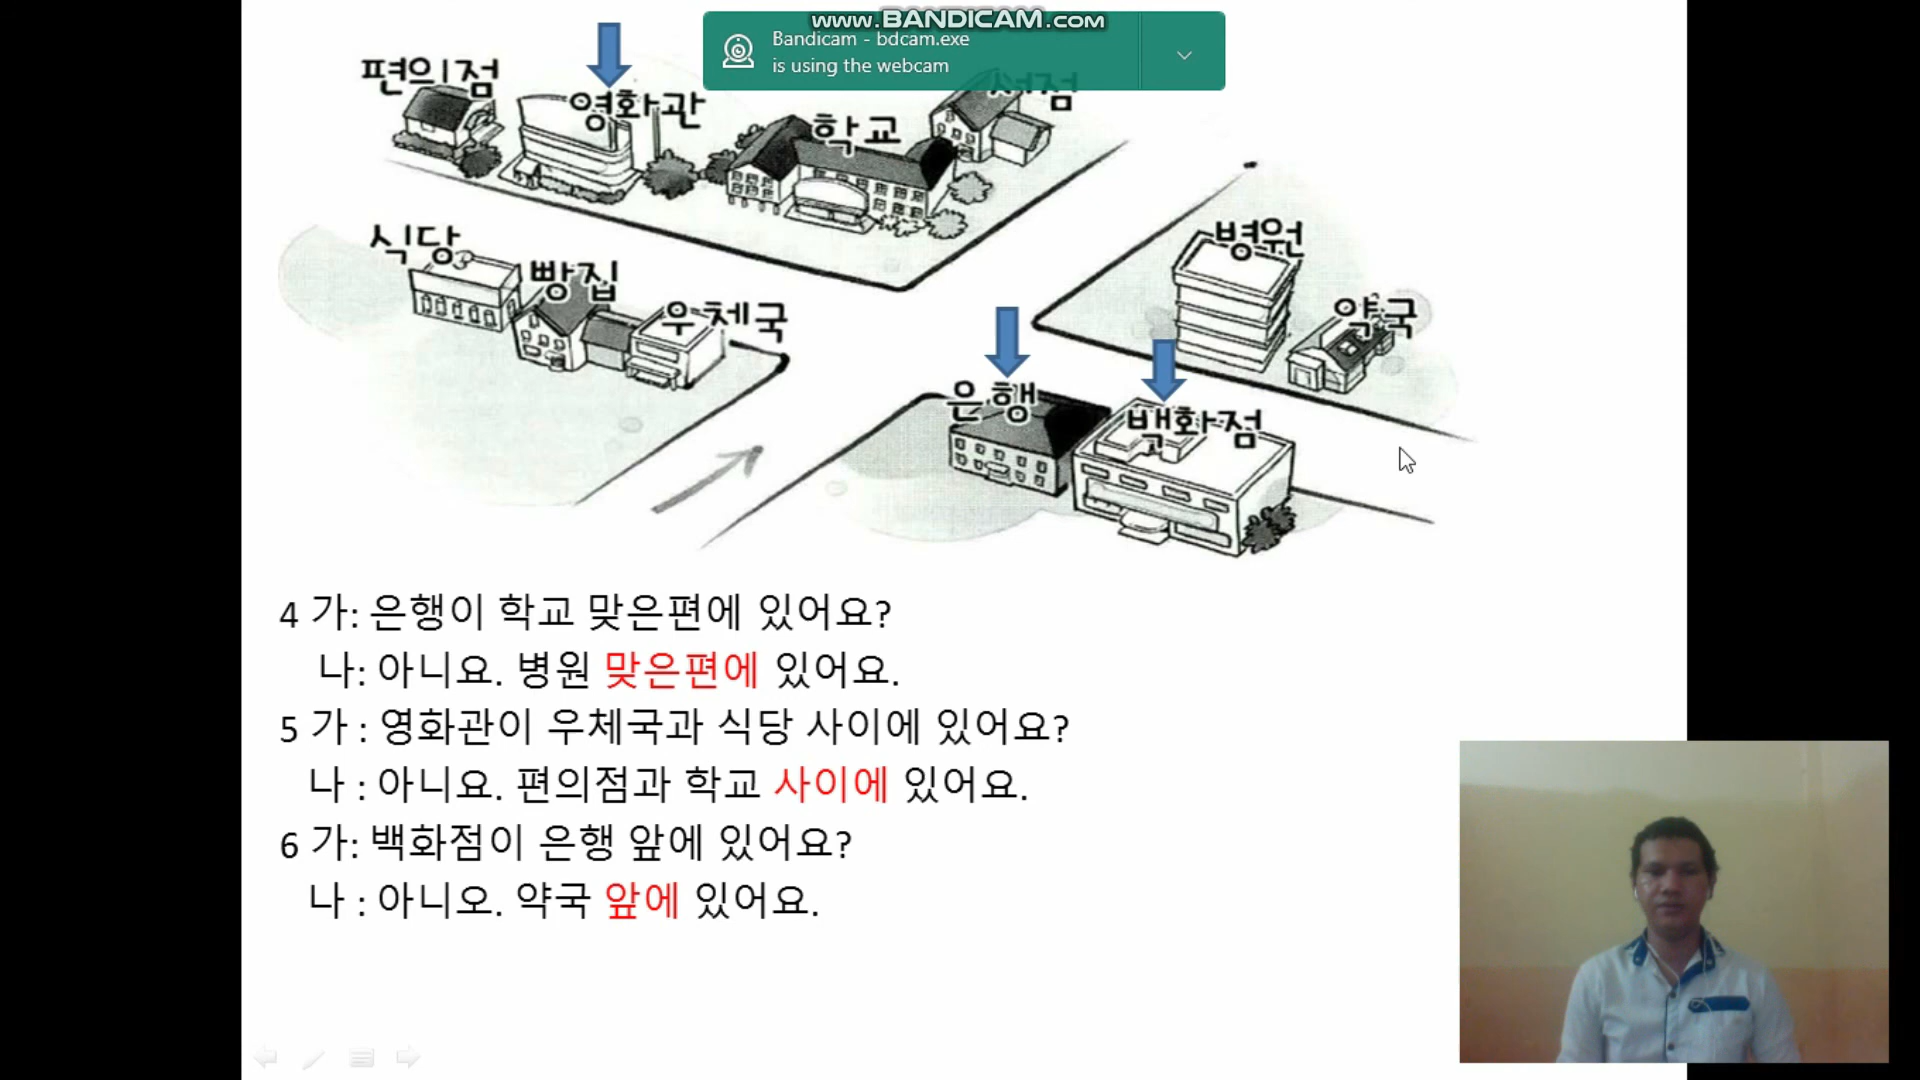 www.BANDICAM.com
Bandicam - bdcam.exe
is using the webcam
편의점
영화관
학교
서점
식당
빵집
우체국
병원
약국
은행
백화점
4 가: 은행이 학교 맞은편에 있어요?
나: 아니요. 병원 맞은편에 있어요.
5 가 : 영화관이 우체국과 식당 사이에 있어요?
나 : 아니요. 편의점과 학교 사이에 있어요.
6 가: 백화점이 은행 앞에 있어요?
나 : 아니오. 약국 앞에 있어요.